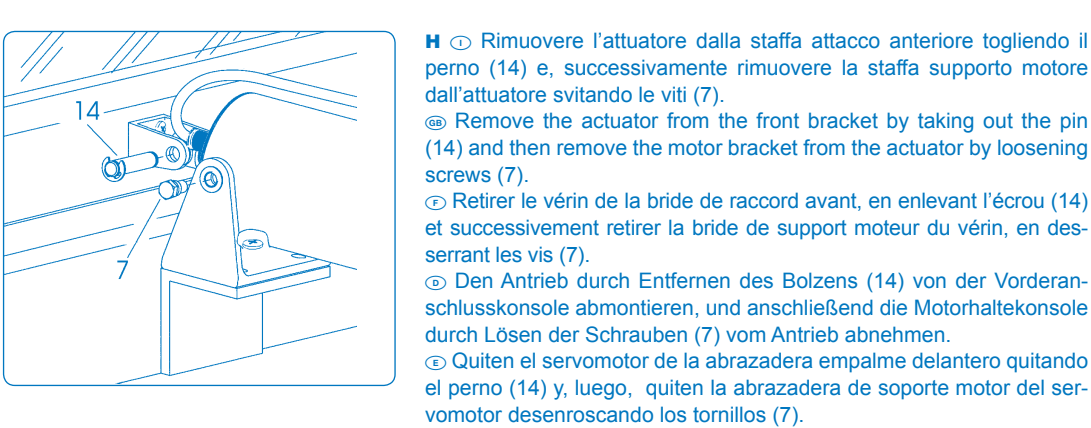 14
7
H I Rimuovere l’attuatore dalla staffa attacco anteriore togliendo il
perno (14) e, successivamente rimuovere la staffa supporto motore
dall’attuatore svitando le viti (7).
GB Remove the actuator from the front bracket by taking out the pin
(14) and then remove the motor bracket from the actuator by loosening
screws (7).
F Retirer le vérin de la bride de raccord avant, en enlevant l’écrou (14)
et successivement retirer la bride de support moteur du vérin, en des-
serrant les vis (7).
D Den Antrieb durch Entfernen des Bolzens (14) von der Vorderan-
schlusskonsole abmontieren, und anschließend die Motorhaltekonsole
durch Lösen der Schrauben (7) vom Antrieb abnehmen.
E Quiten el servomotor de la abrazadera empalme delantero quitando
el perno (14) y, luego, quiten la abrazadera de soporte motor del ser-
vomotor desenroscando los tornillos (7).